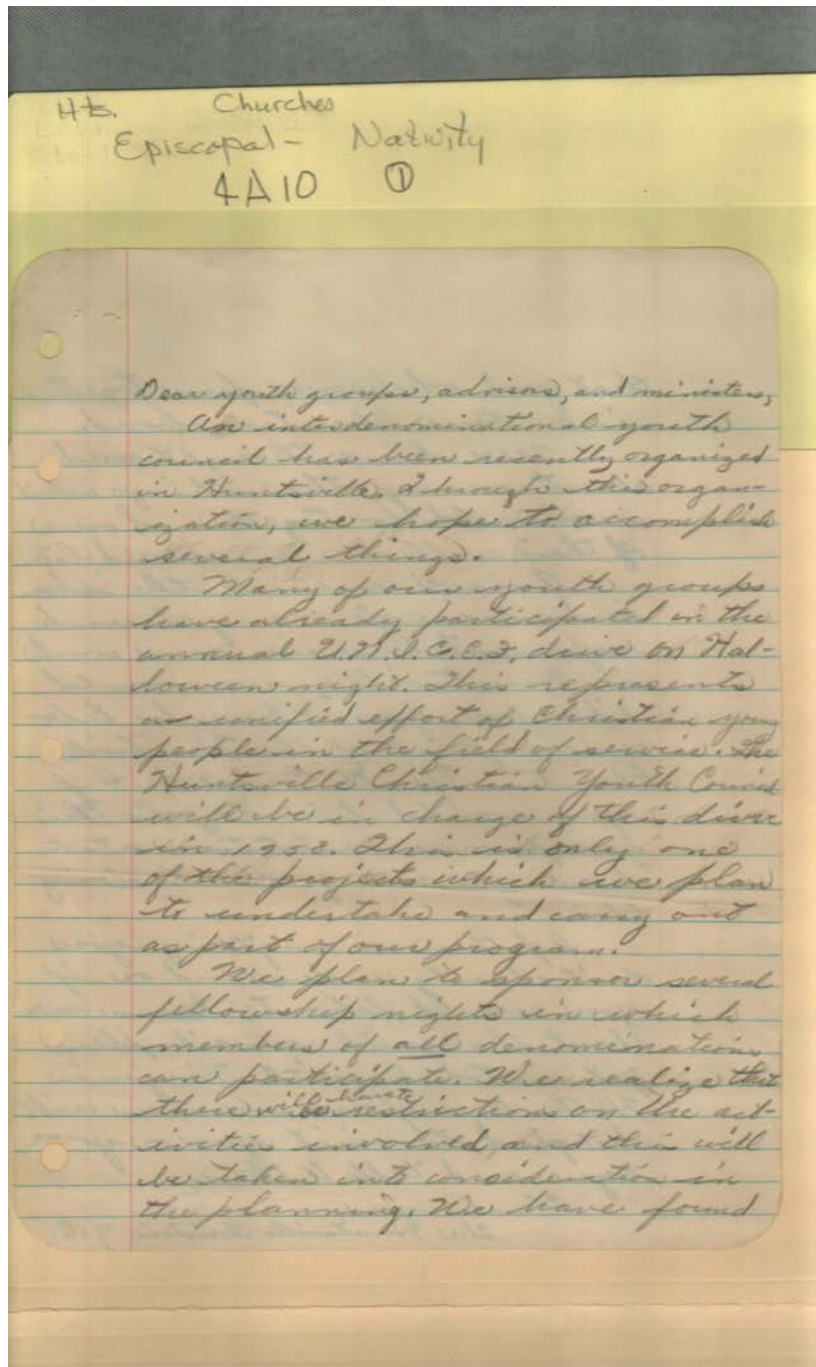 Hts. Churches
Episcopal - Nativity
4A10 ①
Dear youth groups, advisors, and ministers,
An interdenominational youth
council has been recently organized
in Huntsville. Through this organ-
ization, we hope to accomplish
several things.
Many of our youth groups
have already participated in the
annual U.N.I.C.E.F. drive on Hal-
loween night. This represents
a unified effort of Christian young
people in the field of service. The
Huntsville Christian Youth Council
will be in charge of this drive
in 1958. This is only one
of the projects which we plan
to undertake and carry out
as part of our program.
We plan to sponsor several
fellowship nights in which
members of all denominations
can participate. We realize that
there will have to be restrictions on the act-
ivities involved, and this will
be taken into consideration in
the planning. We have found